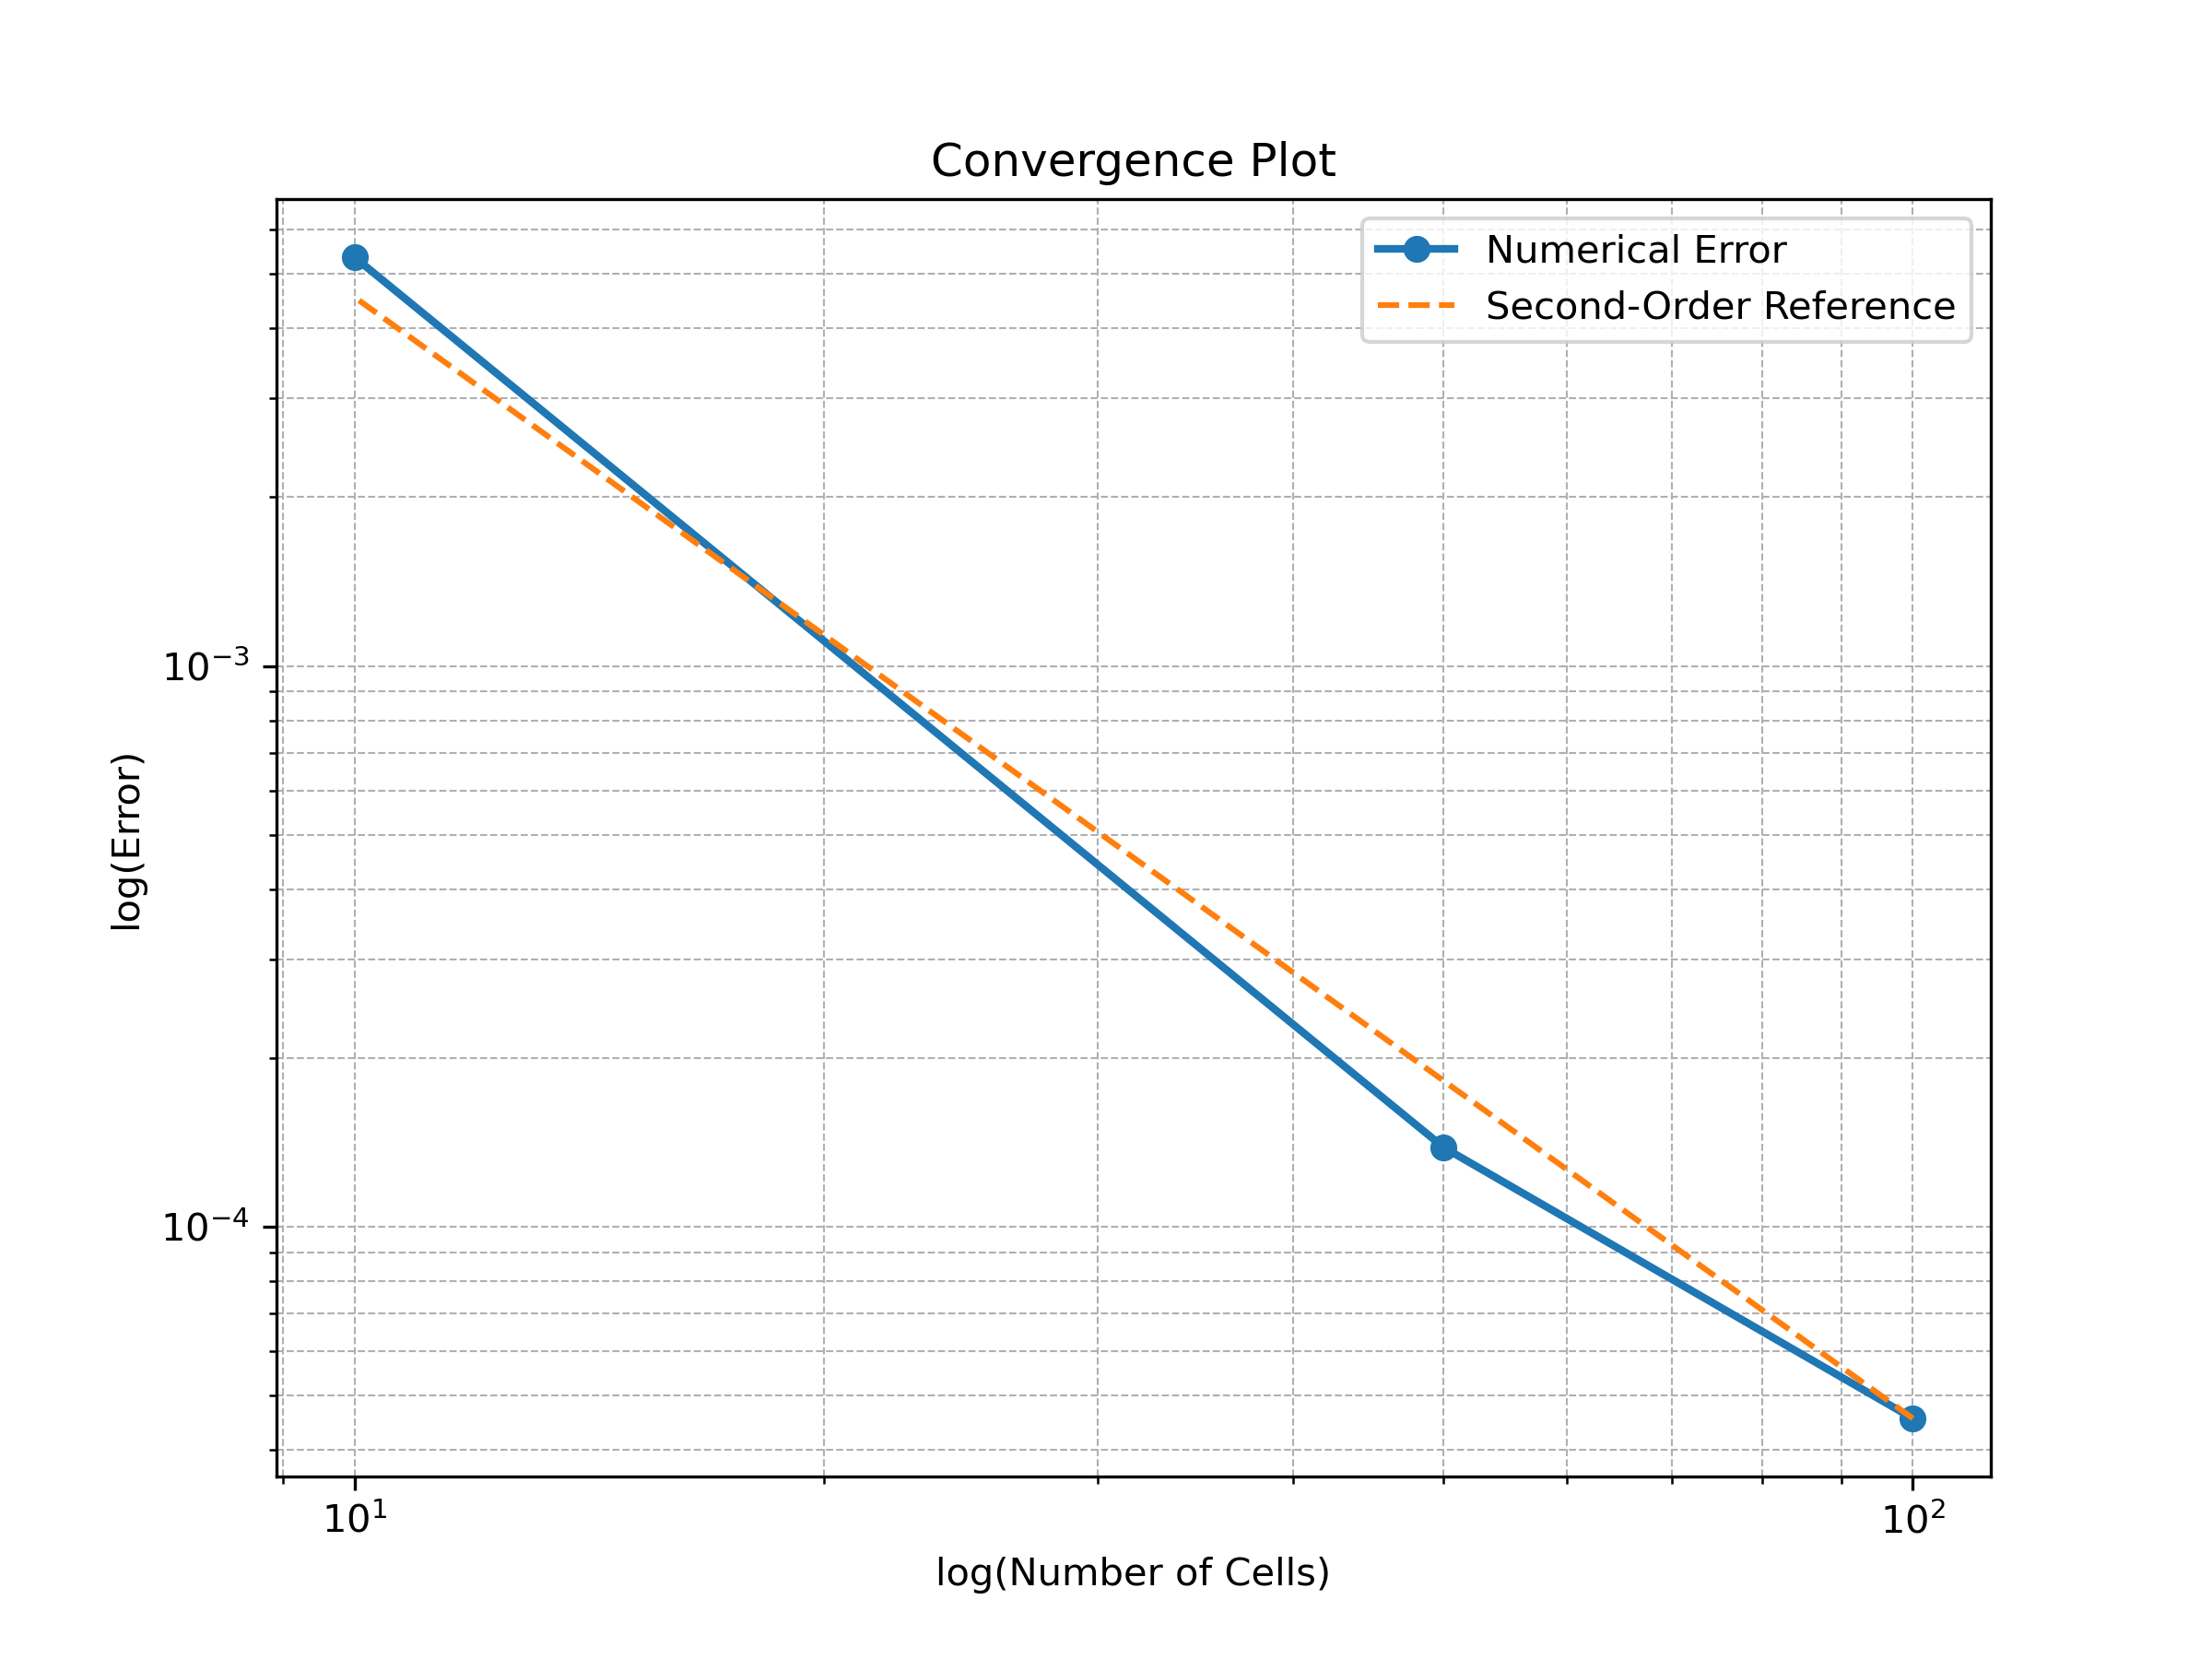 Convergence Plot
Numerical Error
Second-Order Reference
10⁻³
10⁻⁴
log(Error)
10¹
10²
log(Number of Cells)